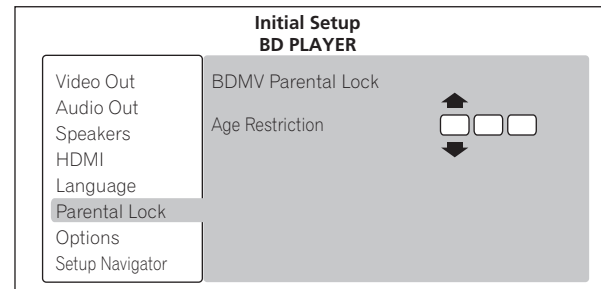 Initial Setup
BD PLAYER
Video Out
Audio Out
Speakers
HDMI
Language
Parental Lock
Options
Setup Navigator
BDMV Parental Lock
Age Restriction